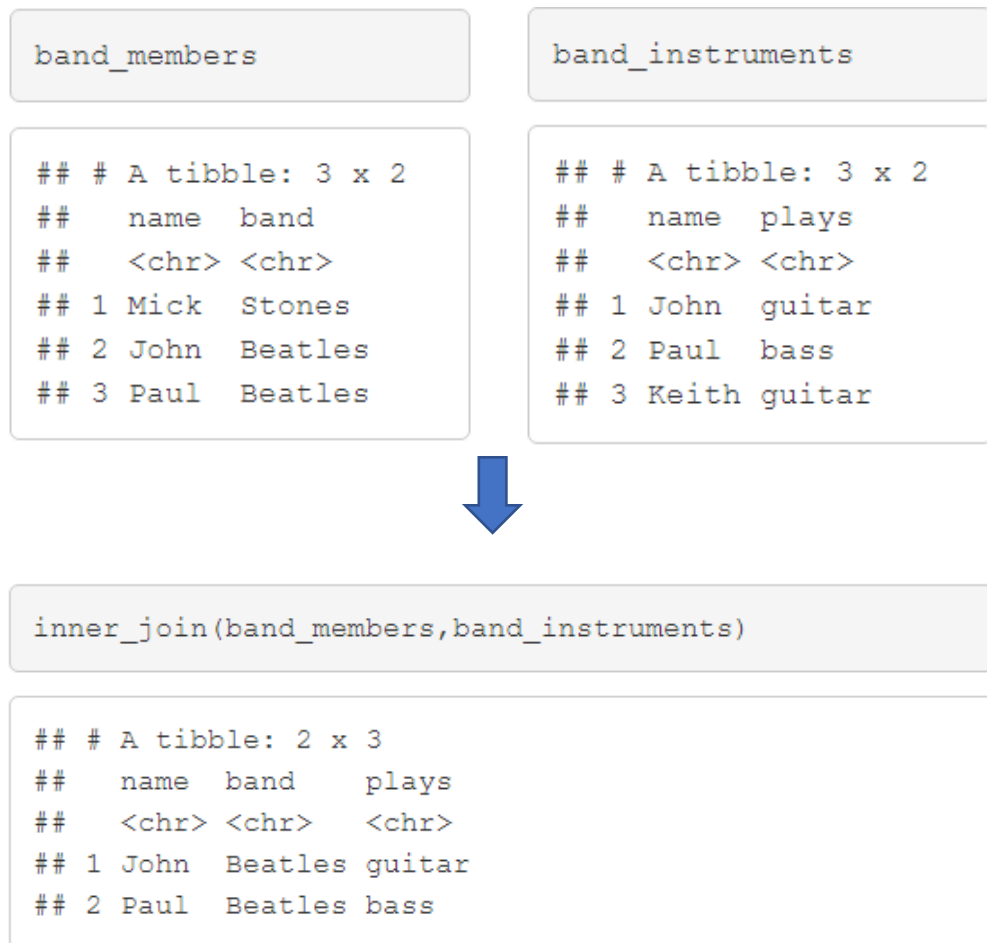 band_members
## # A tibble: 3 x 2
##   name  band
##   <chr> <chr>
## 1 Mick  Stones
## 2 John  Beatles
## 3 Paul  Beatles
band_instruments
## # A tibble: 3 x 2
##   name  plays
##   <chr> <chr>
## 1 John  guitar
## 2 Paul  bass
## 3 Keith guitar
inner_join(band_members,band_instruments)
## # A tibble: 2 x 3
##   name  band    plays
##   <chr> <chr>   <chr>
## 1 John  Beatles guitar
## 2 Paul  Beatles bass